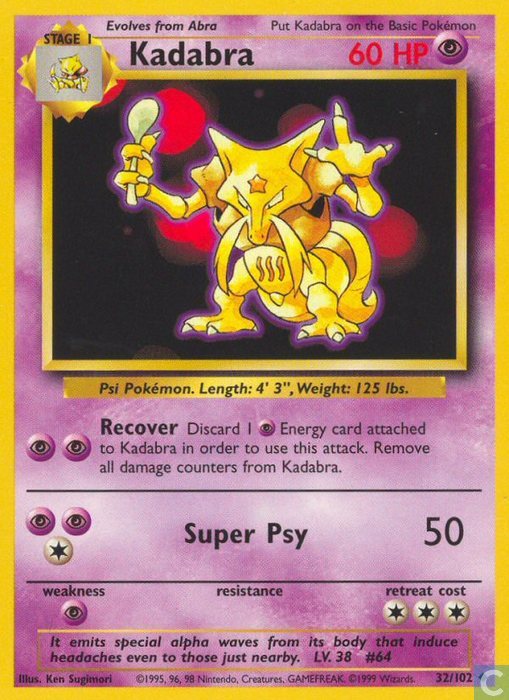 Evolves from Abra
Put Kadabra on the Basic Pokémon
STAGE 1
Kadabra
60 HP
Psi Pokémon. Length: 4' 3", Weight: 125 lbs.
Recover Discard 1 Energy card attached
to Kadabra in order to use this attack. Remove
all damage counters from Kadabra.
Super Psy
50
weakness
resistance
retreat cost
It emits special alpha waves from its body that induce
headaches even to those just nearby. LV. 38 #64
Illus. Ken Sugimori
©1995, 96, 98 Nintendo, Creatures, GAMEFREAK. ©1999 Wizards.
32/102
C